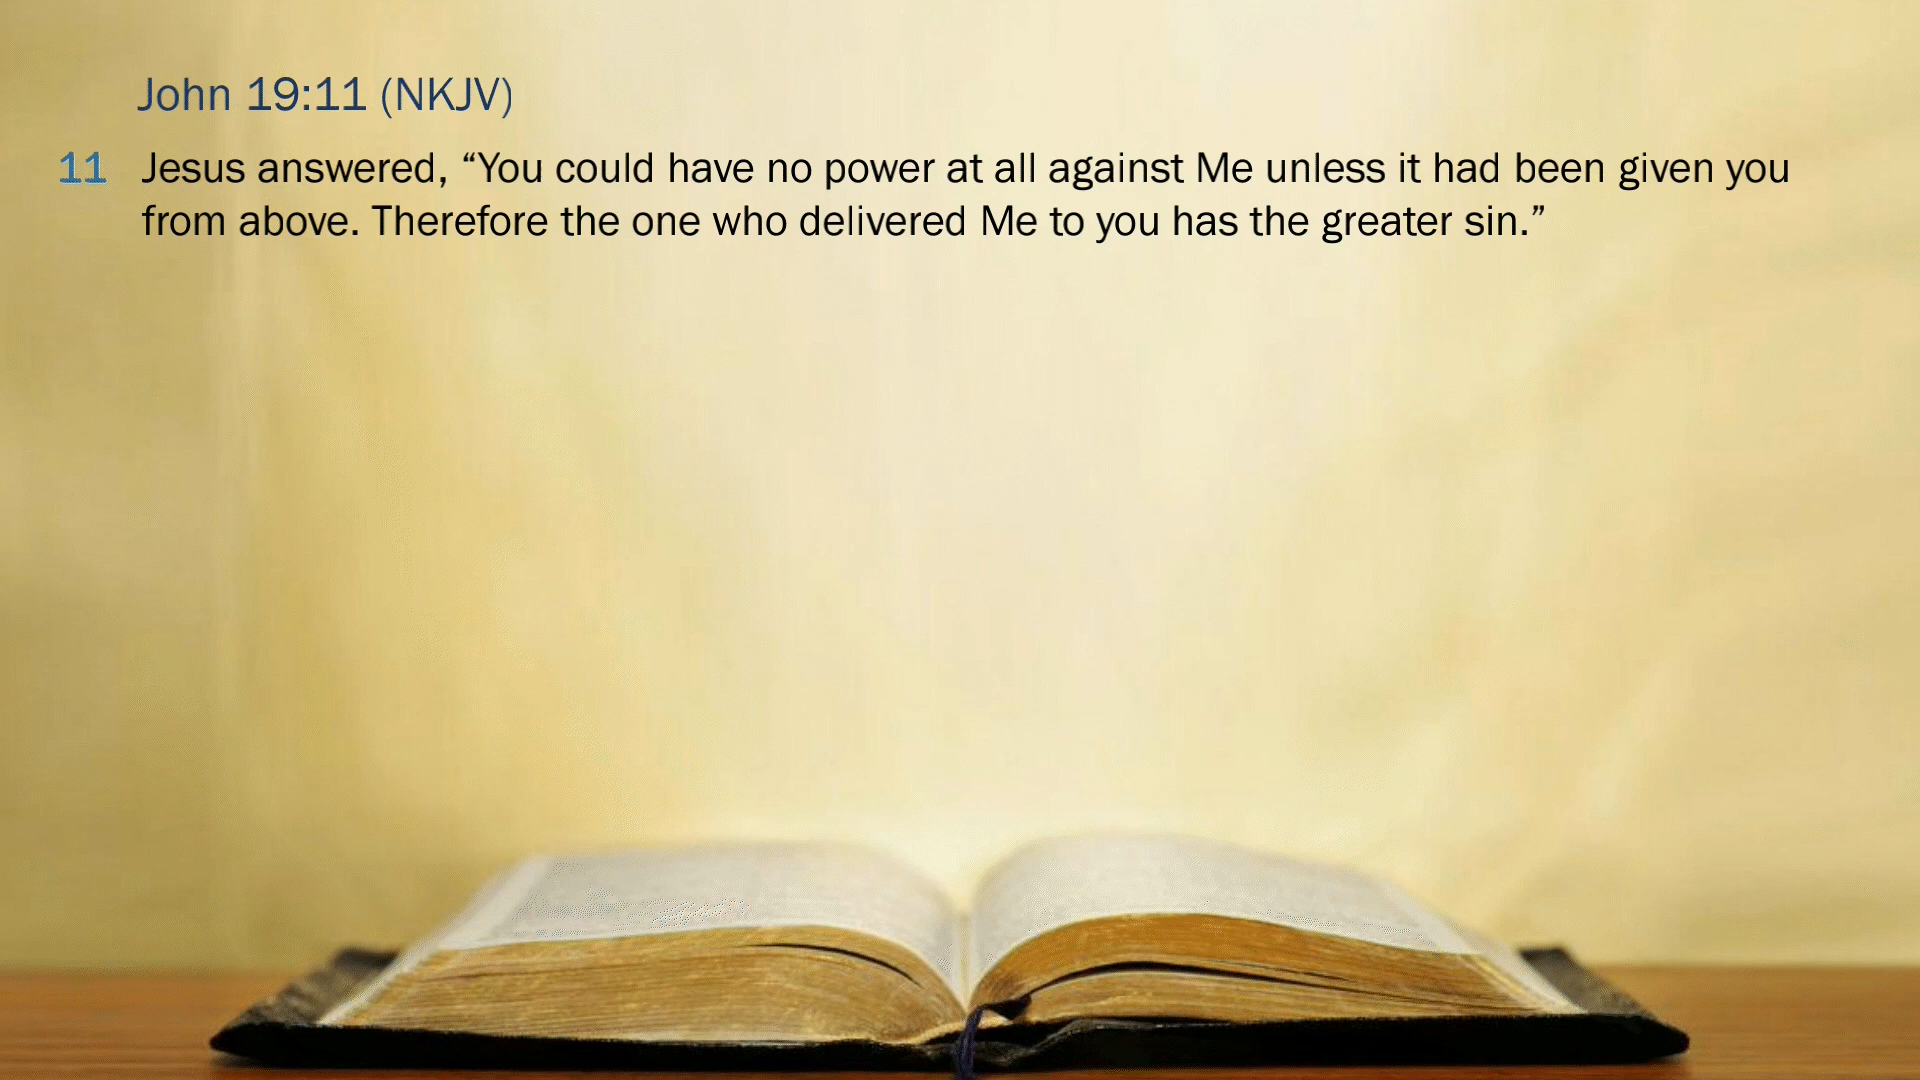 John 19:11 (NKJV)
11 Jesus answered, “You could have no power at all against Me unless it had been given you
from above. Therefore the one who delivered Me to you has the greater sin.”